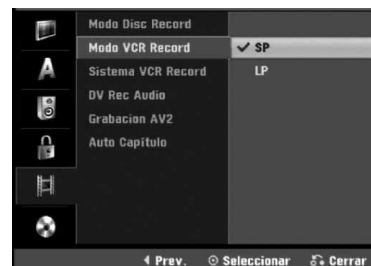 Modo Disc Record
Modo VCR Record
✓ SP
Sistema VCR Record
LP
DV Rec Audio
Grabacion AV2
Auto Capítulo
A
Prev.
Seleccionar
Cerrar